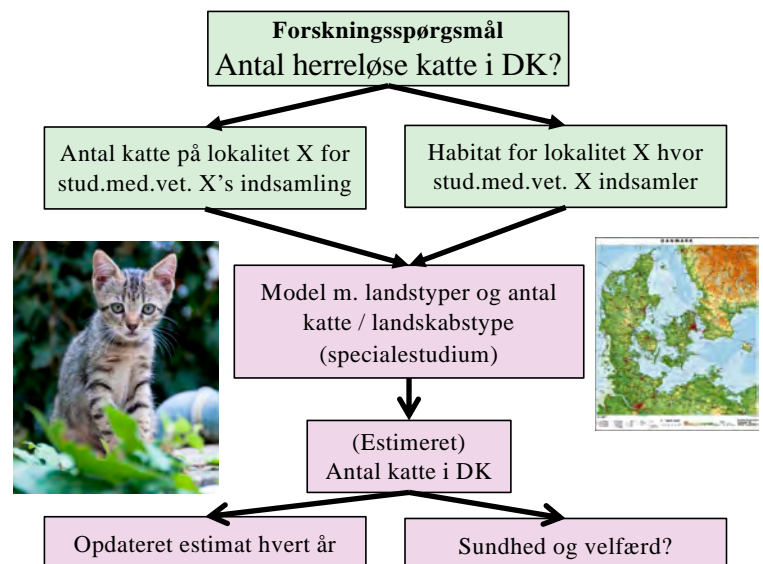 Forskningsspørgsmål
Antal herreløse katte i DK?
Antal katte på lokalitet X for
stud.med.vet. X’s indsamling
Habitat for lokalitet X hvor
stud.med.vet. X indsamler
DANMARK
Model m. landstyper og antal
katte / landskabstype
(specialestudium)
(Estimeret)
Antal katte i DK
Opdateret estimat hvert år
Sundhed og velfærd?